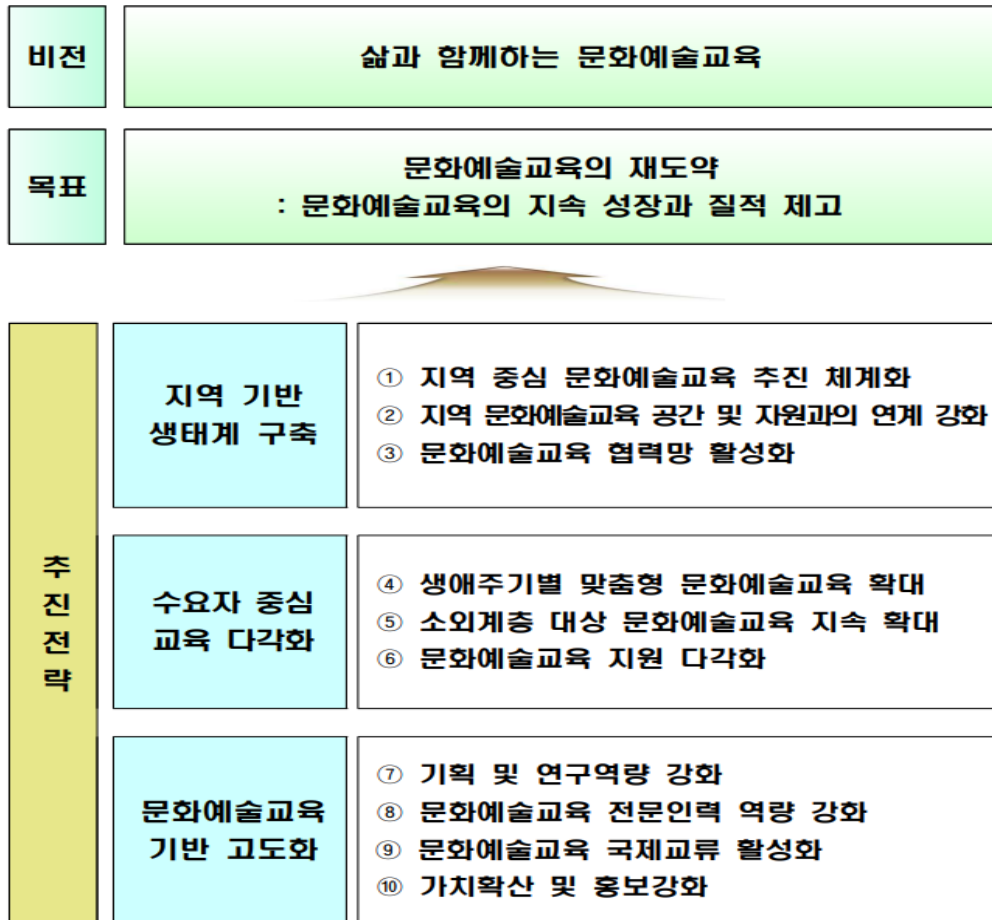 비전
삶과 함께하는 문화예술교육
목표
문화예술교육의 재도약
: 문화예술교육의 지속 성장과 질적 제고
추진전략
지역 기반
생태계 구축
① 지역 중심 문화예술교육 추진 체계화
② 지역 문화예술교육 공간 및 자원과의 연계 강화
③ 문화예술교육 협력망 활성화
수요자 중심
교육 다각화
④ 생애주기별 맞춤형 문화예술교육 확대
⑤ 소외계층 대상 문화예술교육 지속 확대
⑥ 문화예술교육 지원 다각화
문화예술교육
기반 고도화
⑦ 기획 및 연구역량 강화
⑧ 문화예술교육 전문인력 역량 강화
⑨ 문화예술교육 국제교류 활성화
⑩ 가치확산 및 홍보강화